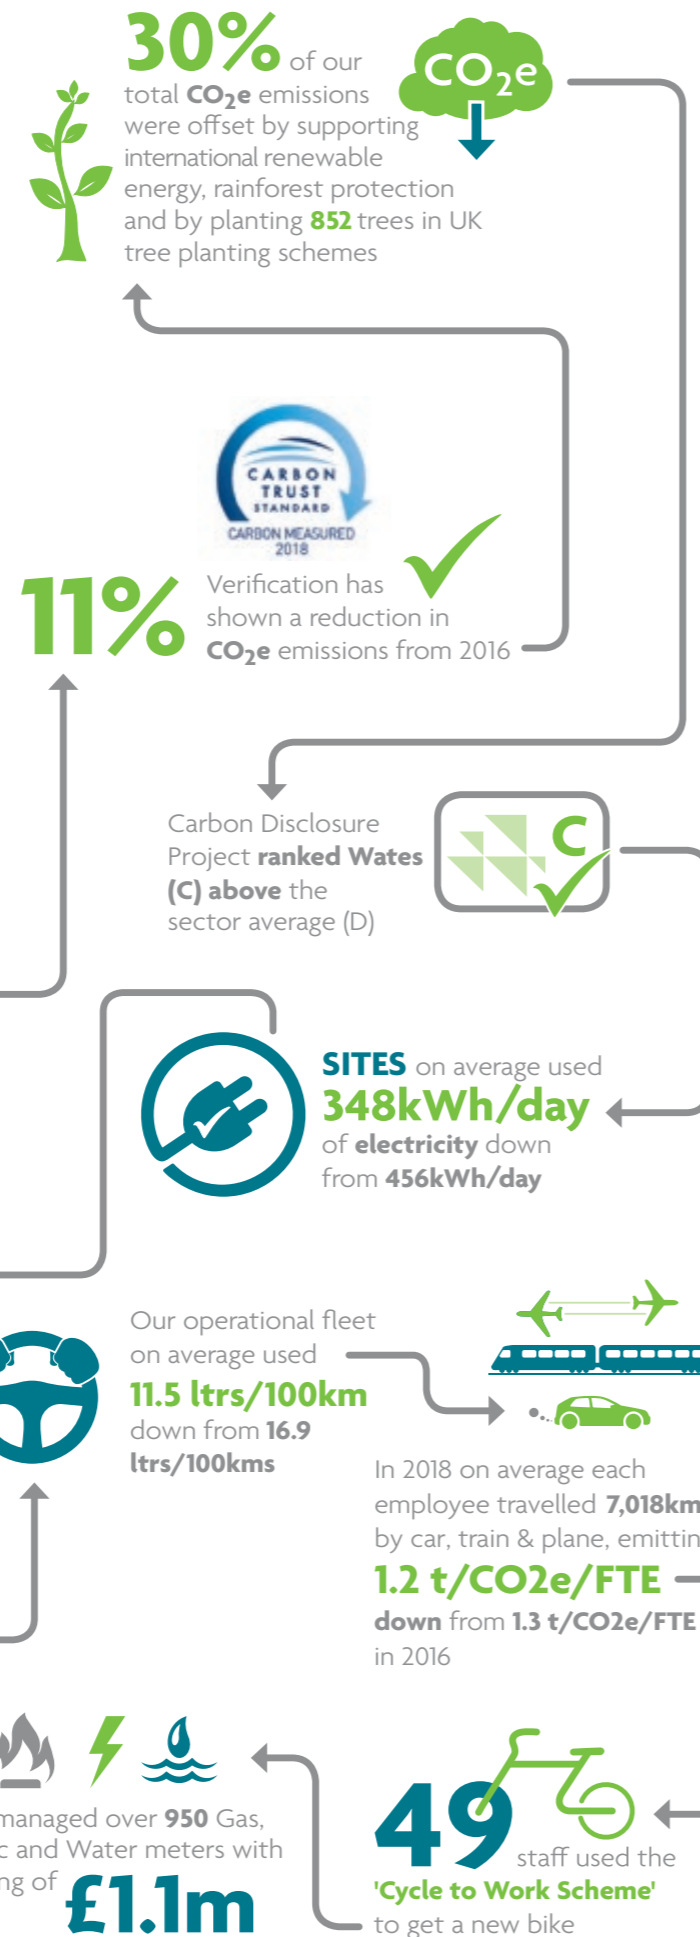 30% of our
total CO2e emissions
were offset by supporting
international renewable
energy, rainforest protection
and by planting 852 trees in UK
tree planting schemes
CO2e
CARBON
TRUST
STANDARD
CARBON MEASURED
2018
11%
Verification has
shown a reduction in
CO2e emissions from 2016
Carbon Disclosure
Project ranked Wates
(C) above the
sector average (D)
C
SITES on average used
348kWh/day
of electricity down
from 456kWh/day
Our operational fleet
on average used
11.5 ltrs/100km
down from 16.9
ltrs/100kms
In 2018 on average each
employee travelled 7,018km
by car, train & plane, emittin
1.2 t/CO2e/FTE
down from 1.3 t/CO2e/FTE
in 2016
managed over 950 Gas,
c and Water meters with
ng of £1.1m
49 staff used the
'Cycle to Work Scheme'
to get a new bike